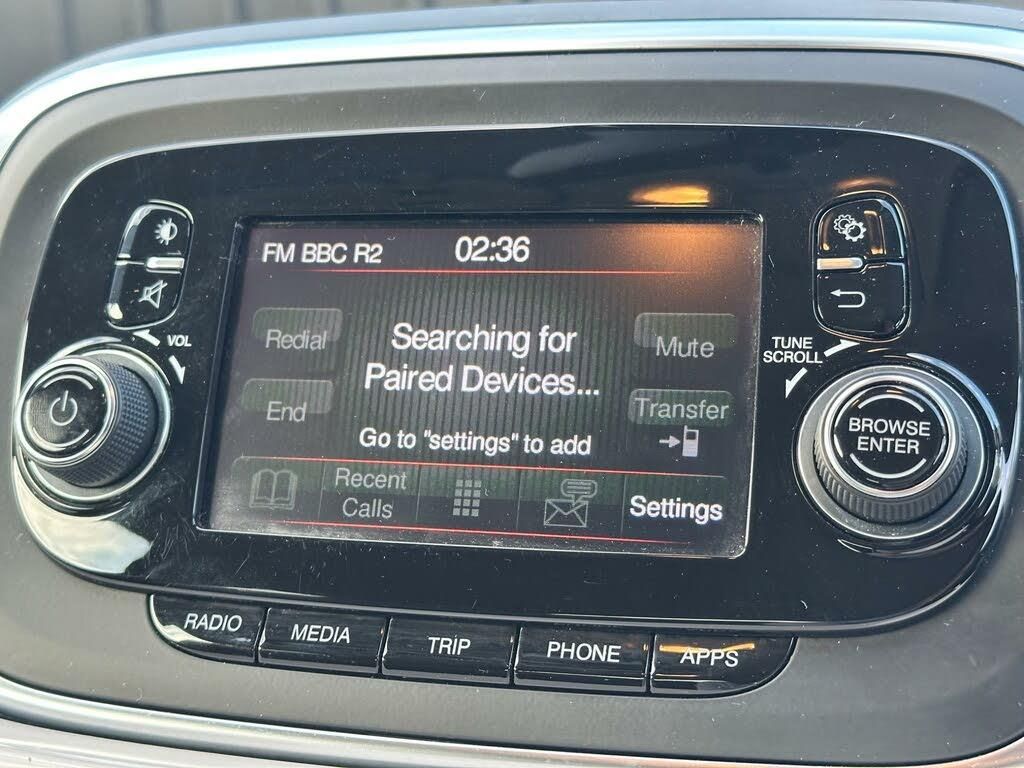 FM BBC R2
02:36
VOL
Redial
Searching for
Paired Devices...
Mute
TUNE
SCROLL
End
Transfer
BROWSE
ENTER
Go to "settings" to add
Recent
Calls
Settings
RADIO
MEDIA
TRIP
PHONE
APPS